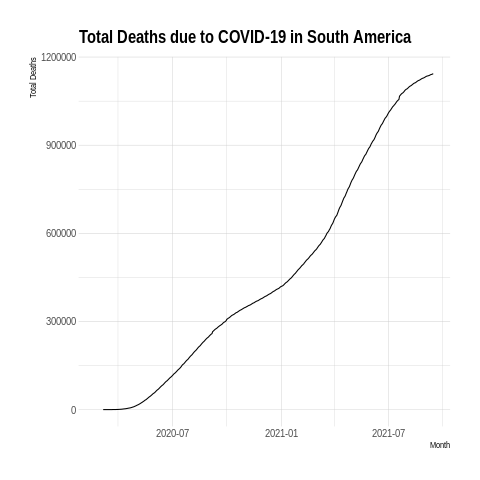 Total Deaths due to COVID-19 in South America
Total Deaths
1200000
900000
600000
300000
0
2020-07
2021-01
2021-07
Month